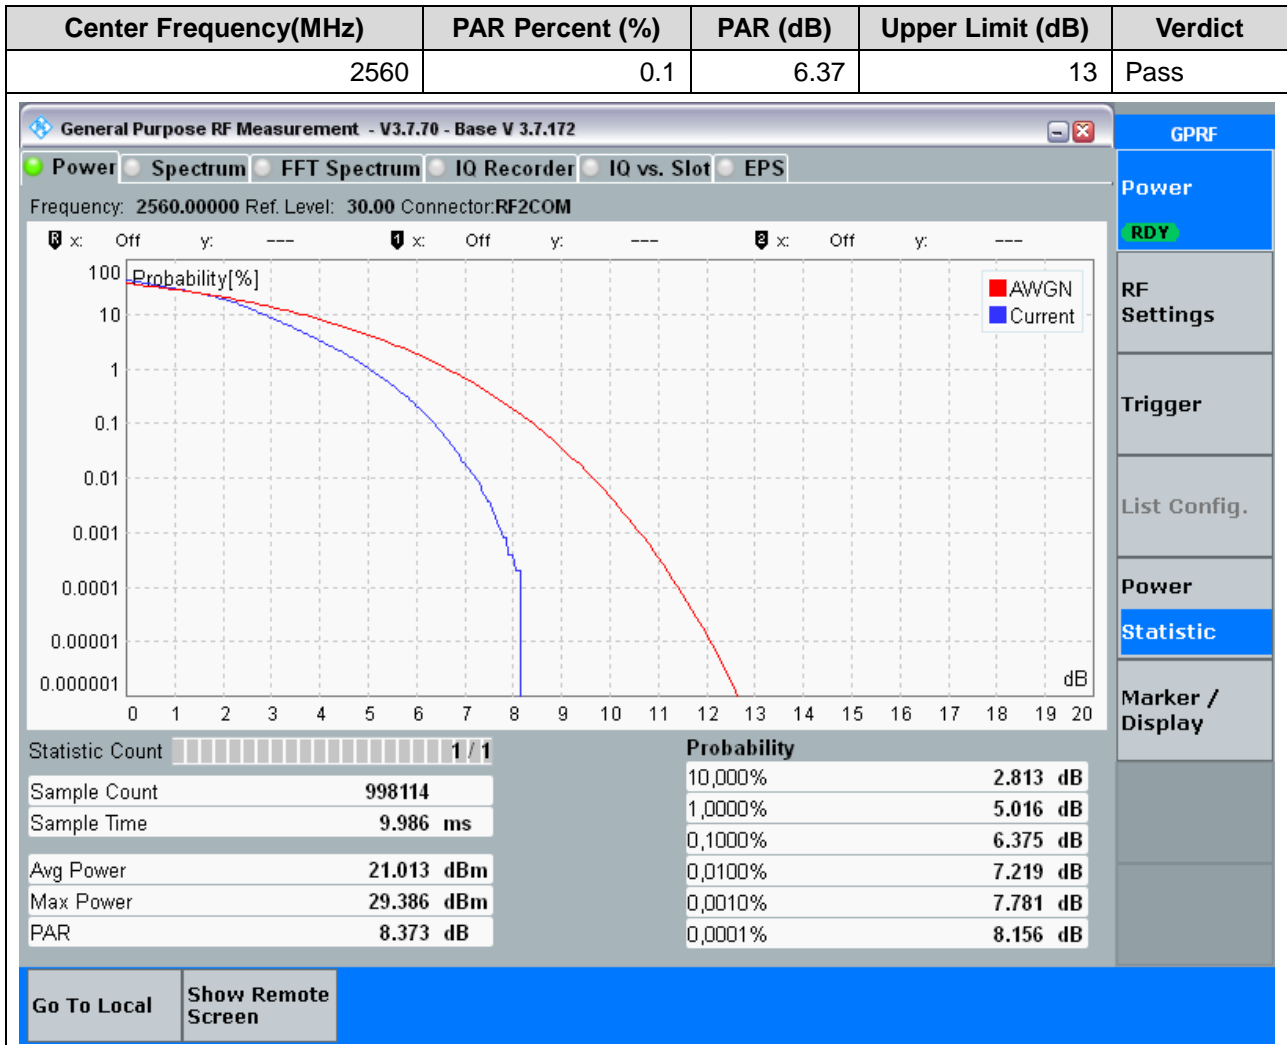 Center Frequency(MHz) PAR Percent (%) PAR (dB) Upper Limit (dB) Verdict
2560 0.1 6.37 13 Pass
General Purpose RF Measurement - V3.7.70 - Base V 3.7.172
GPRF
Power Spectrum FFT Spectrum IQ Recorder IQ vs. Slot EPS
Frequency: 2560.00000 Ref. Level: 30.00 Connector:RF2COM
R x: Off y: --- 1 x: Off y: --- 2 x: Off y: ---
Power
RDY
RF
Settings
Trigger
List Config.
Power
Statistic
Marker /
Display
100 Probability[%]
10
1
0.1
0.01
0.001
0.0001
0.00001
0.000001
AWGN
Current
dB
0 1 2 3 4 5 6 7 8 9 10 11 12 13 14 15 16 17 18 19 20
Statistic Count 1 / 1
Sample Count 998114
Sample Time 9.986 ms
Avg Power 21.013 dBm
Max Power 29.386 dBm
PAR 8.373 dB
Probability
10,000% 2.813 dB
1,0000% 5.016 dB
0,1000% 6.375 dB
0,0100% 7.219 dB
0,0010% 7.781 dB
0,0001% 8.156 dB
Go To Local
Show Remote
Screen